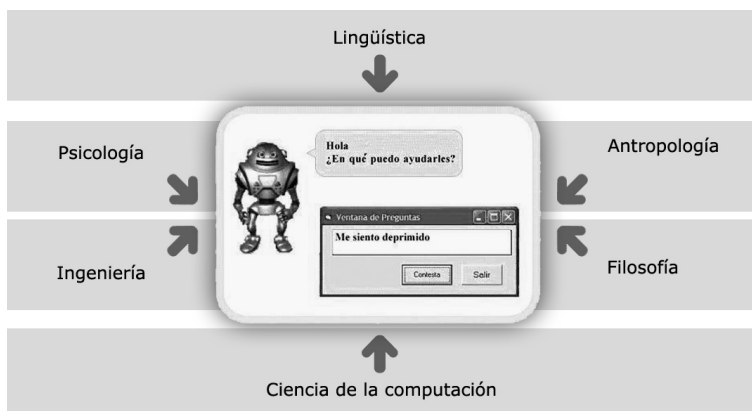 Lingüística
Psicología
Antropología
Hola
¿En qué puedo ayudarles?
Ventana de Preguntas
Me siento deprimido
Contesta
Salir
Ingeniería
Filosofía
Ciencia de la computación